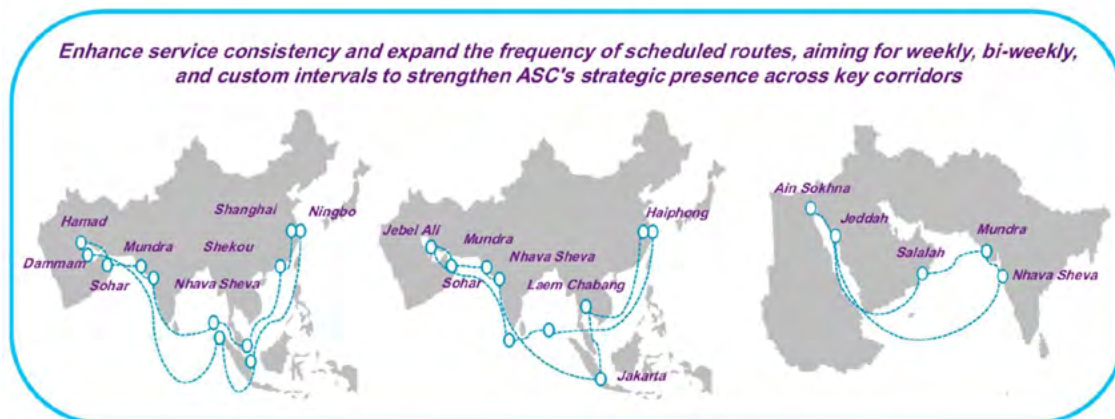 Enhance service consistency and expand the frequency of scheduled routes, aiming for weekly, bi-weekly,
and custom intervals to strengthen ASC's strategic presence across key corridors
Shanghai
Ningbo
Hamad
Mundra
Shekou
Dammam
Sohar
Nhava Sheva
Haiphong
Jebel Ali
Mundra
Nhava Sheva
Sohar
Laem Chabang
Jakarta
Ain Sokhna
Jeddah
Mundra
Salalah
Nhava Sheva